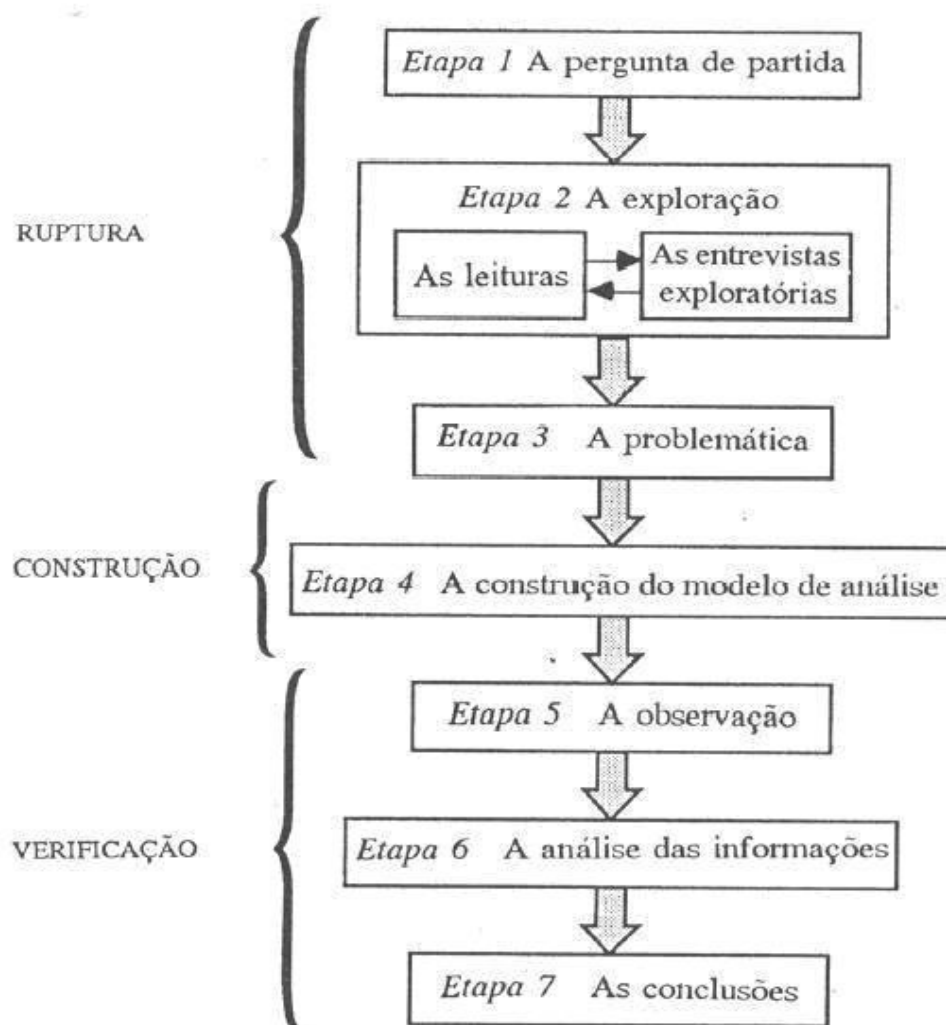 Etapa 1 A pergunta de partida
Etapa 2 A exploração
RUPTURA
As leituras
As entrevistas
exploratórias
Etapa 3 A problemática
CONSTRUÇÃO
Etapa 4 A construção do modelo de análise
Etapa 5 A observação
VERIFICAÇÃO
Etapa 6 A análise das informações
Etapa 7 As conclusões